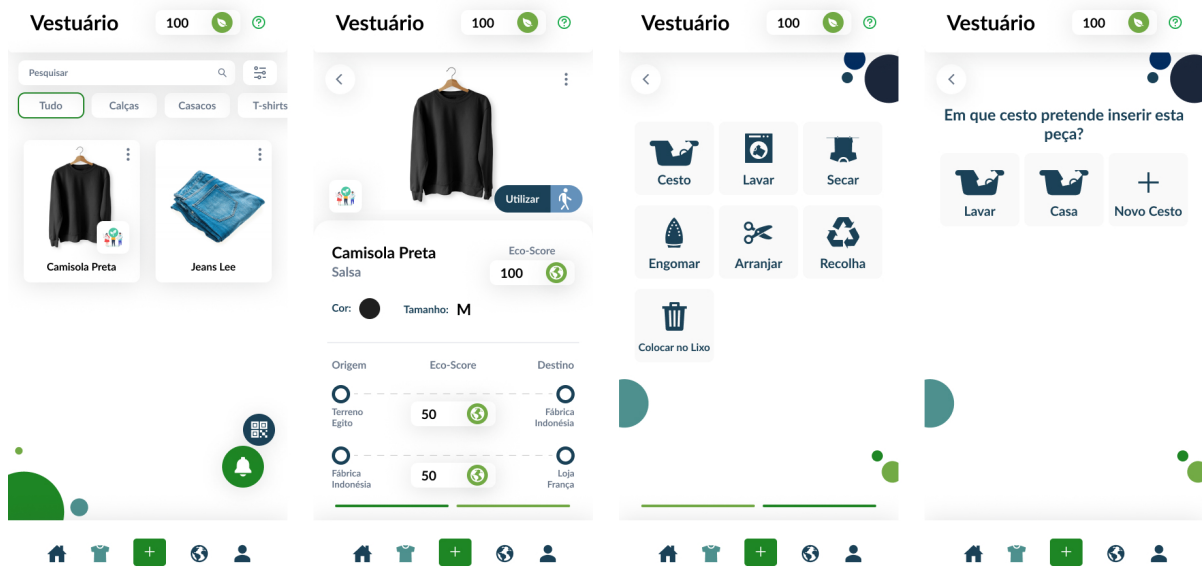 Vestuário
100
Pesquisar
Tudo
Calças
Casacos
T-shirts
Camisola Preta
Jeans Lee
Vestuário
100
Utilizar
Camisola Preta
Salsa
Eco-Score
100
Cor:
Tamanho: M
Origem
Eco-Score
Destino
Terreno
Egito
50
Fábrica
Indonésia
Fábrica
Indonésia
50
Loja
França
Vestuário
100
Cesto
Lavar
Secar
Engomar
Arranjar
Recolha
Colocar no Lixo
Vestuário
100
Em que cesto pretende inserir esta
peça?
Lavar
Casa
Novo Cesto